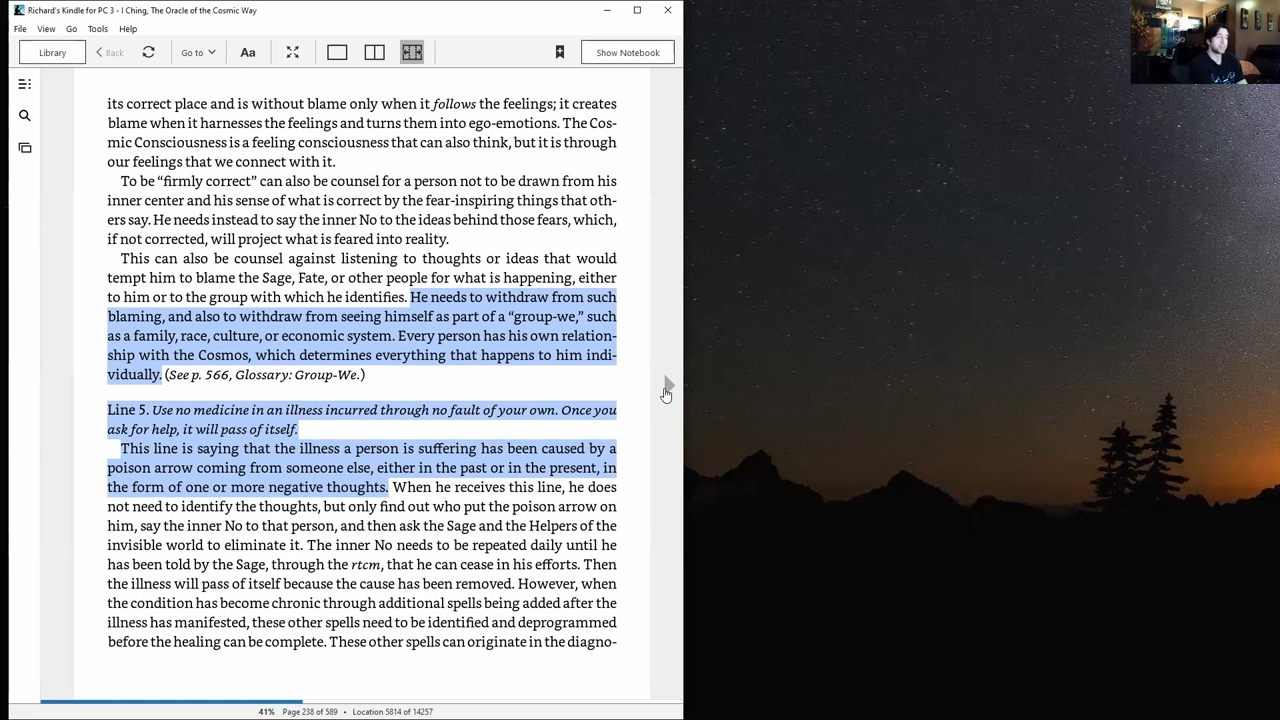 Richard's Kindle for PC 3 - I Ching, The Oracle of the Cosmic Way
File View Go Tools Help
Library Back Go to Aa Show Notebook
its correct place and is without blame only when it follows the feelings; it creates
blame when it harnesses the feelings and turns them into ego-emotions. The Cos-
mic Consciousness is a feeling consciousness that can also think, but it is through
our feelings that we connect with it.
To be “firmly correct” can also be counsel for a person not to be drawn from his
inner center and his sense of what is correct by the fear-inspiring things that oth-
ers say. He needs instead to say the inner No to the ideas behind those fears, which,
if not corrected, will project what is feared into reality.
This can also be counsel against listening to thoughts or ideas that would
tempt him to blame the Sage, Fate, or other people for what is happening, either
to him or to the group with which he identifies. He needs to withdraw from such
blaming, and also to withdraw from seeing himself as part of a “group-we,” such
as a family, race, culture, or economic system. Every person has his own relation-
ship with the Cosmos, which determines everything that happens to him indi-
vidually. (See p. 566, Glossary: Group-We.)
Line 5. Use no medicine in an illness incurred through no fault of your own. Once you
ask for help, it will pass of itself.
This line is saying that the illness a person is suffering has been caused by a
poison arrow coming from someone else, either in the past or in the present, in
the form of one or more negative thoughts. When he receives this line, he does
not need to identify the thoughts, but only find out who put the poison arrow on
him, say the inner No to that person, and then ask the Sage and the Helpers of the
invisible world to eliminate it. The inner No needs to be repeated daily until he
has been told by the Sage, through the rtcm, that he can cease in his efforts. Then
the illness will pass of itself because the cause has been removed. However, when
the condition has become chronic through additional spells being added after the
illness has manifested, these other spells need to be identified and deprogrammed
before the healing can be complete. These other spells can originate in the diagno-
41% Page 238 of 589 • Location 5814 of 14257